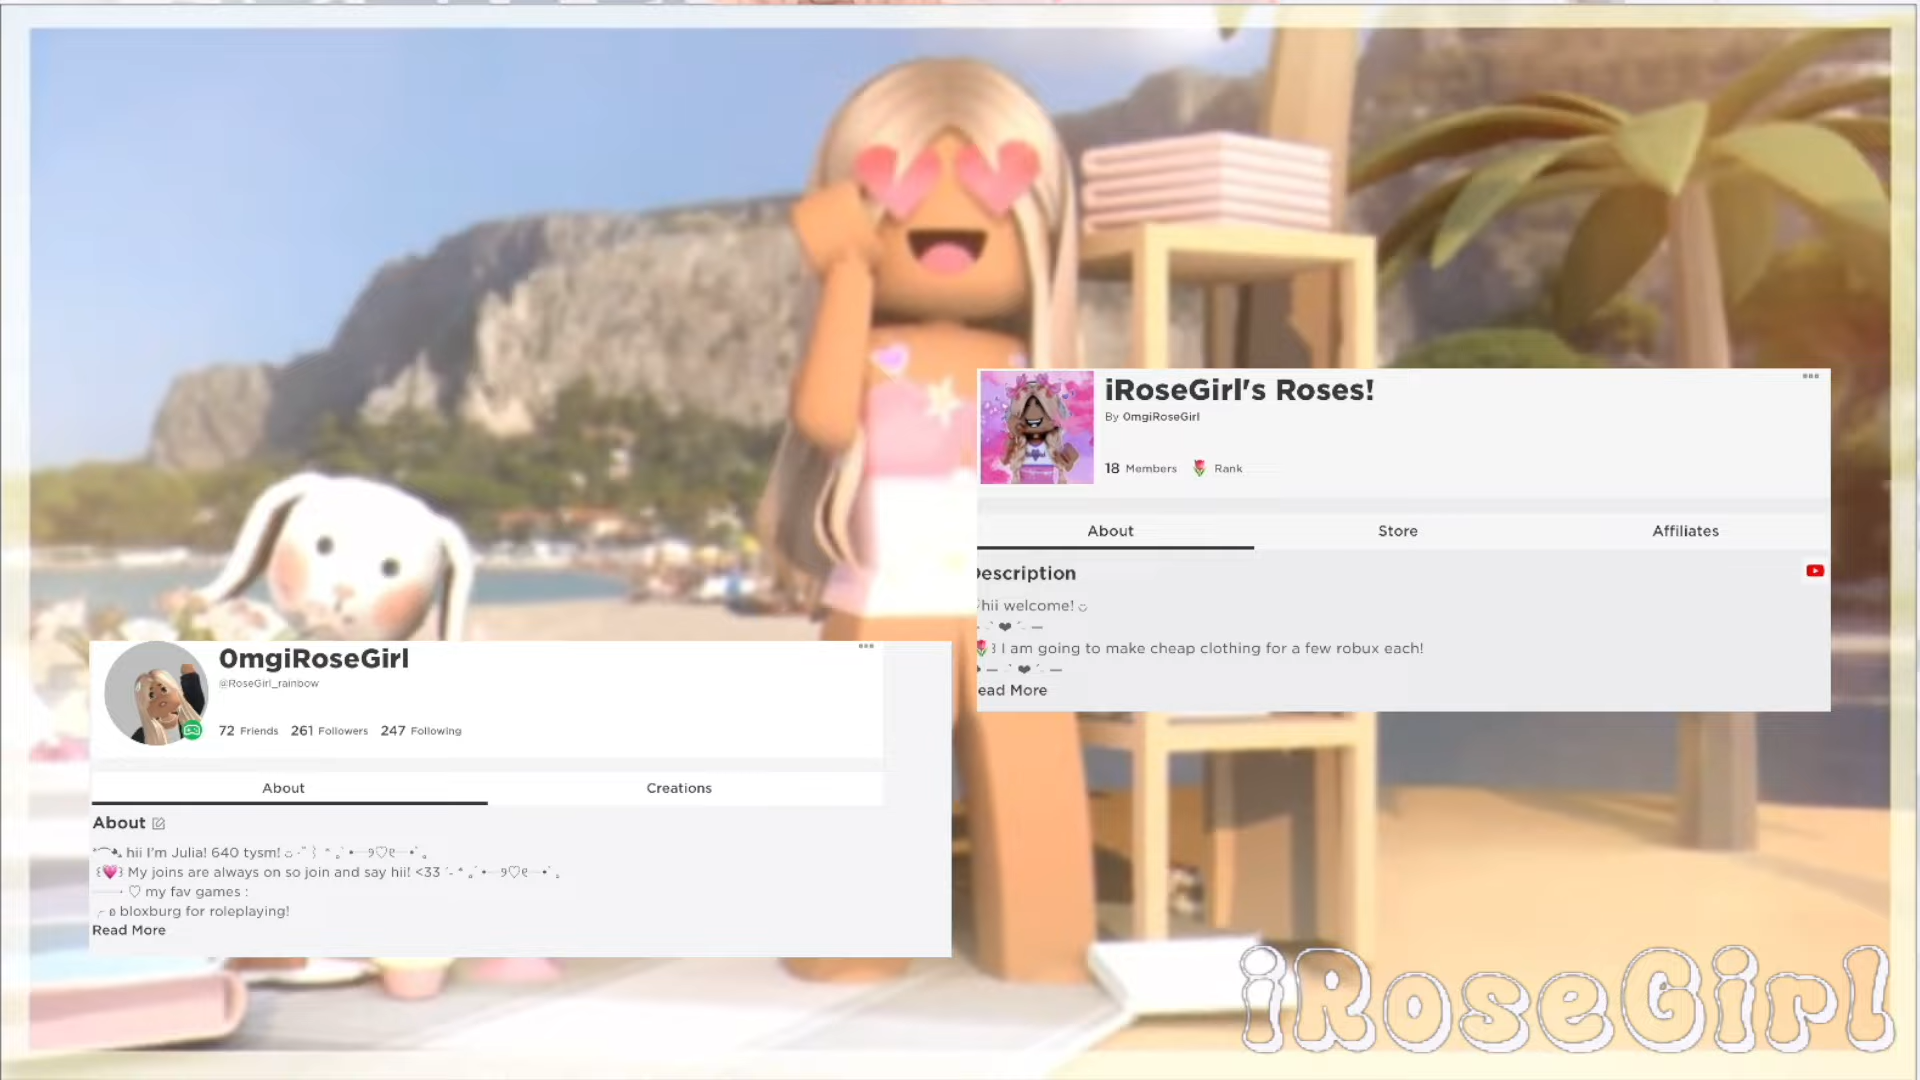 iRoseGirl's Roses!
By 0mgiRoseGirl
18 Members 🌷 Rank
About Store Affiliates
escription
hii welcome! ت
❤
🌷꒱ I am going to make cheap clothing for a few robux each!
❤
ead More
0mgiRoseGirl
@RoseGirl_rainbow
72 Friends 261 Followers 247 Following
About Creations
About
hii I'm Julia! 640 tysm!
꒰💗꒱ My joins are always on so join and say hii! <33
♡ my fav games :
bloxburg for roleplaying!
Read More
iRoseGirl